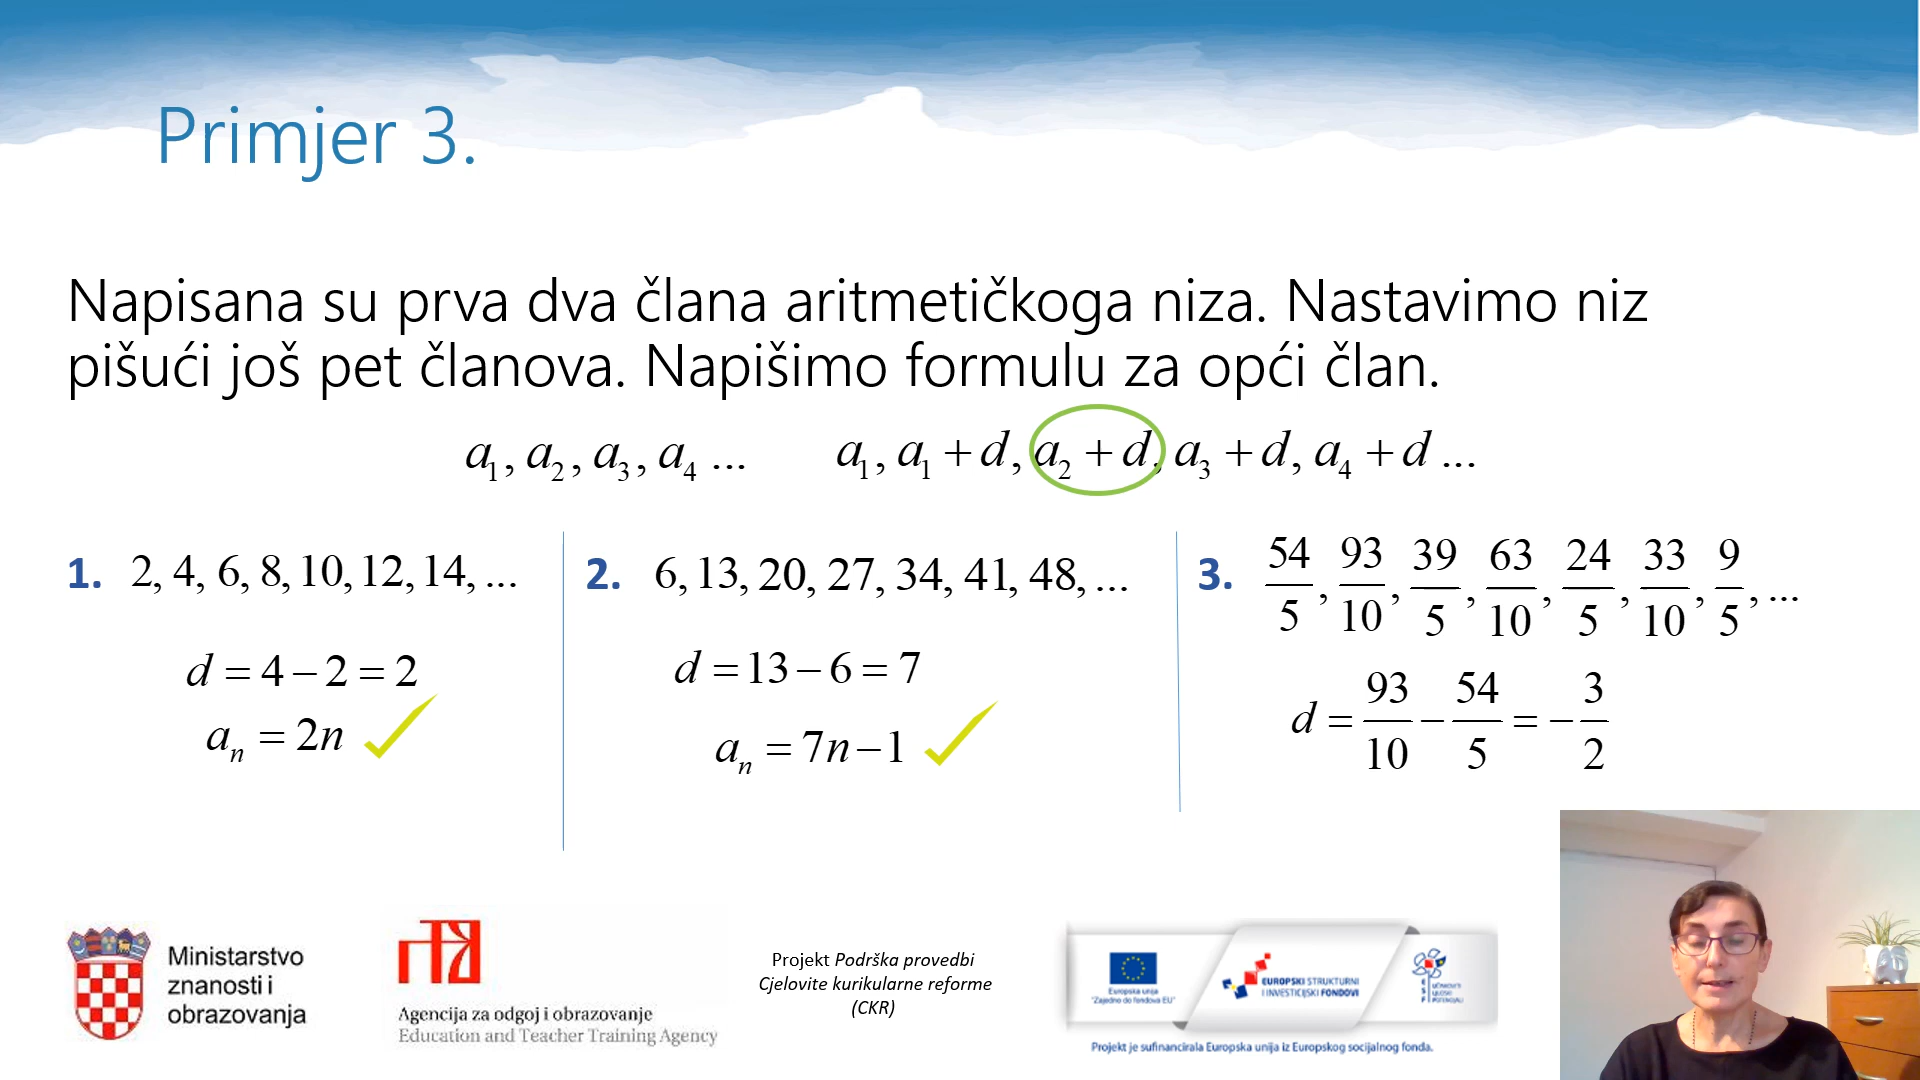 Primjer 3.
Napisana su prva dva člana aritmetičkoga niza. Nastavimo niz
pišući još pet članova. Napišimo formulu za opći član.
a₁, a₂, a₃, a₄ ...
a₁, a₁ + d, a₂ + d, a₃ + d, a₄ + d ...
1. 2, 4, 6, 8, 10, 12, 14, ...
d = 4 − 2 = 2
aₙ = 2n
2. 6, 13, 20, 27, 34, 41, 48, ...
d = 13 − 6 = 7
aₙ = 7n − 1
3. 54/5, 93/10, 39/5, 63/10, 24/5, 33/10, 9/5, ...
d = 93/10 − 54/5 = −3/2
Ministarstvo
znanosti i
obrazovanja
Agencija za odgoj i obrazovanje
Education and Teacher Training Agency
Projekt Podrška provedbi
Cjelovite kurikularne reforme
(CKR)
Europska unija
"Zajedno do fondova EU"
EUROPSKI STRUKTURNI
I INVESTICIJSKI FONDOVI
ESF
Projekt je sufinancirala Europska unija iz Europskog socijalnog fonda.